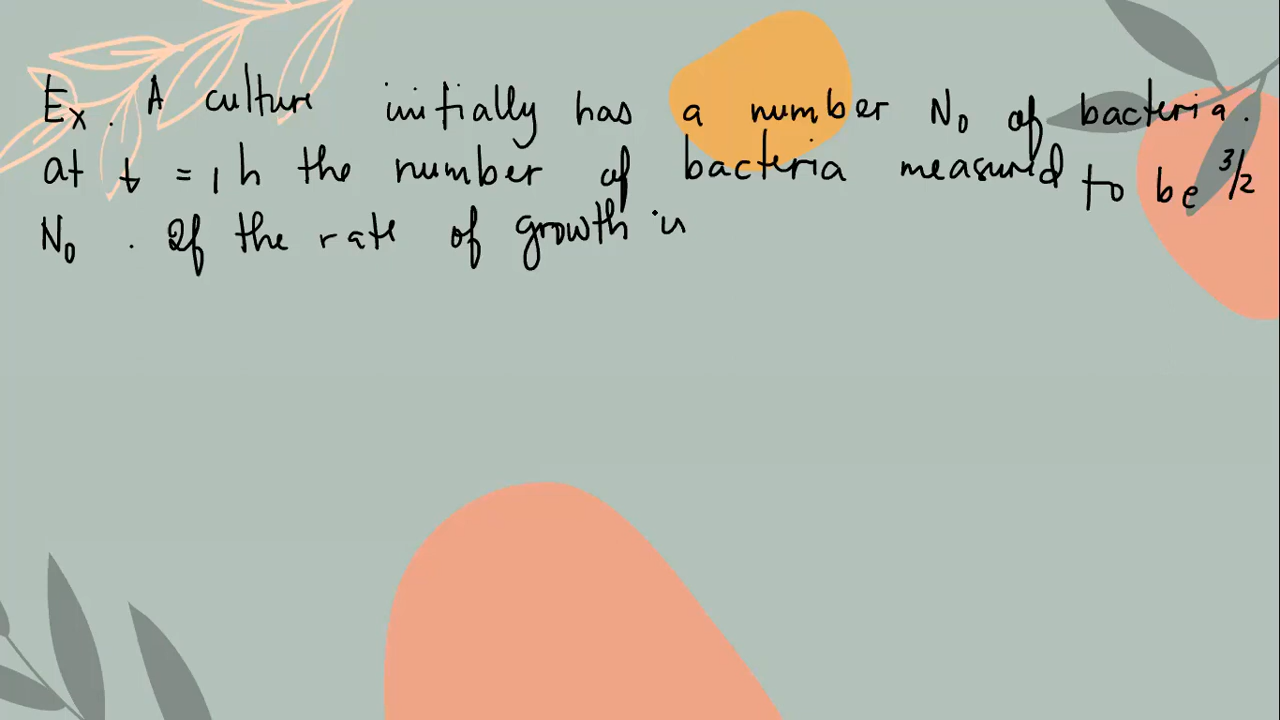 Ex. A culture initially has a number N₀ of bacteria.
at t = 1 h the number of bacteria measured to be 3/2
N₀ . If the rate of growth is